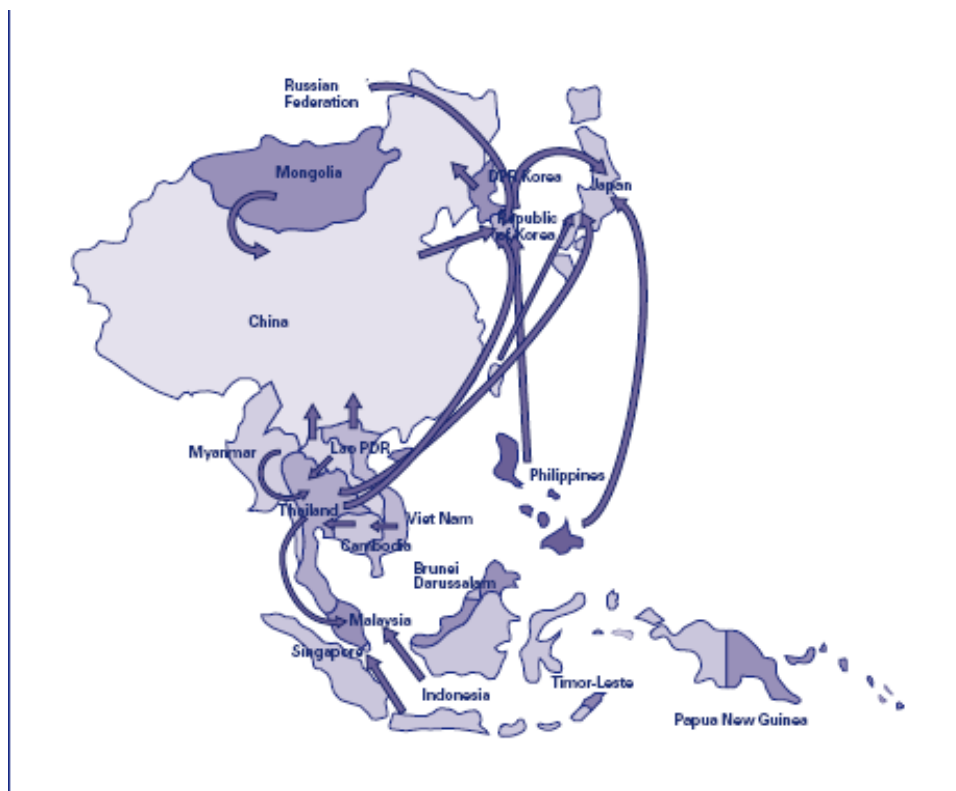 Russian
Federation
Mongolia
DPR Korea
Japan
Republic
of Korea
China
Myanmar
Lao PDR
Philippines
Thailand
Viet Nam
Cambodia
Brunei
Darussalam
Malaysia
Singapore
Timor-Leste
Indonesia
Papua New Guinea